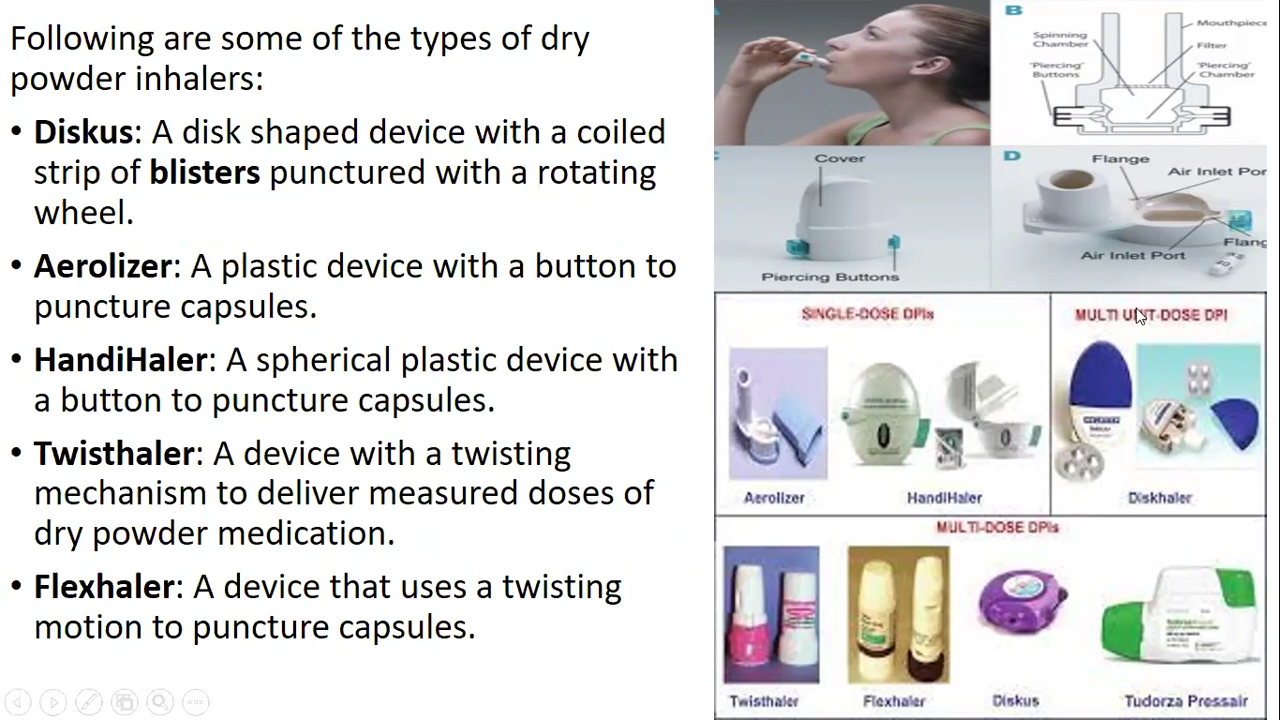 Following are some of the types of dry
powder inhalers:
• Diskus: A disk shaped device with a coiled
strip of blisters punctured with a rotating
wheel.
• Aerolizer: A plastic device with a button to
puncture capsules.
• HandiHaler: A spherical plastic device with
a button to puncture capsules.
• Twisthaler: A device with a twisting
mechanism to deliver measured doses of
dry powder medication.
• Flexhaler: A device that uses a twisting
motion to puncture capsules.
B
Mouthpiece
Spinning
Chamber
Filter
'Piercing'
Buttons
'Piercing'
Chamber
Cover
Piercing Buttons
D
Flange
Air Inlet Por
Flang
Air Inlet Port
SINGLE-DOSE DPIs
MULTI UNIT-DOSE DPI
Aerolizer
HandiHaler
Diskhaler
MULTI-DOSE DPIs
Twisthaler
Flexhaler
Diskus
Tudorza Pressair